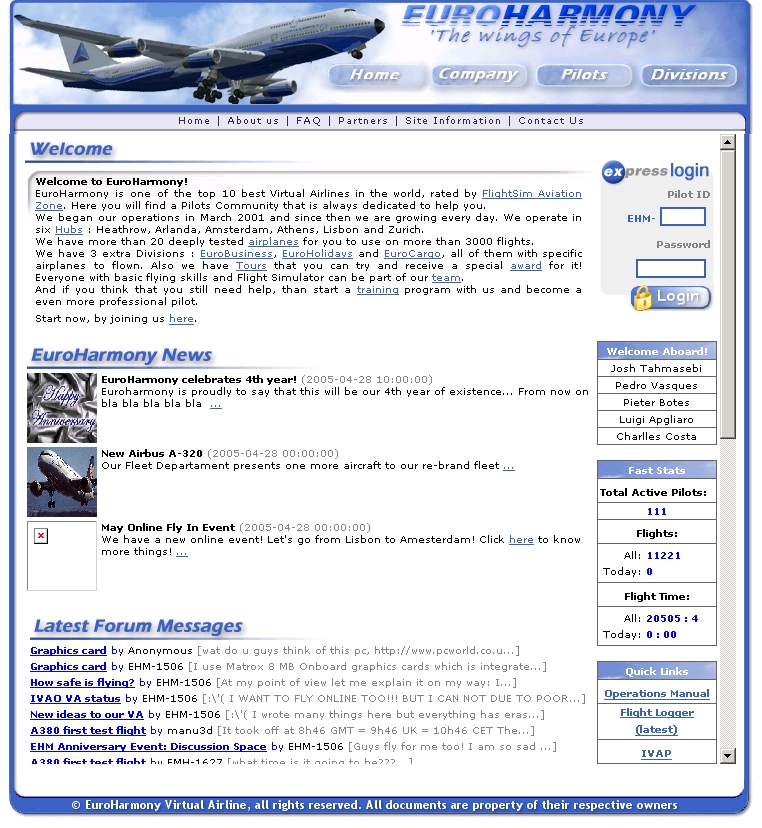 EUROHARMONY
'The wings of Europe'
Home Company Pilots Divisions
Home | About us | FAQ | Partners | Site Information | Contact Us
Welcome
Welcome to EuroHarmony!
EuroHarmony is one of the top 10 best Virtual Airlines in the world, rated by FlightSim Aviation
Zone. Here you will find a Pilots Community that is always dedicated to help you.
We began our operations in March 2001 and since then we are growing every day. We operate in
six Hubs : Heathrow, Arlanda, Amsterdam, Athens, Lisbon and Zurich.
We have more than 20 deeply tested airplanes for you to use on more than 3000 flights.
We have 3 extra Divisions : EuroBusiness, EuroHolidays and EuroCargo, all of them with specific
airplanes to flown. Also we have Tours that you can try and receive a special award for it!
Everyone with basic flying skills and Flight Simulator can be part of our team.
And if you think that you still need help, than start a training program with us and become a
even more professional pilot.
Start now, by joining us here.
express login
Pilot ID
EHM-
Password
Login
EuroHarmony News
Happy
Anniversary
EuroHarmony celebrates 4th year! (2005-04-28 10:00:00)
Euroharmony is proudly to say that this will be our 4th year of existence... From now on
bla bla bla bla bla ...
New Airbus A-320 (2005-04-28 00:00:00)
Our Fleet Departament presents one more aircraft to our re-brand fleet ...
May Online Fly In Event (2005-04-28 00:00:00)
We have a new online event! Let's go from Lisbon to Amesterdam! Click here to know
more things! ...
Welcome Aboard!
Josh Tahmasebi
Pedro Vasques
Pieter Botes
Luigi Apgliaro
Charlles Costa
Fast Stats
Total Active Pilots:
111
Flights:
All: 11221
Today: 0
Flight Time:
All: 20505 : 4
Today: 0 : 00
Latest Forum Messages
Graphics card by Anonymous [wat do u guys think of this pc, http://www.pcworld.co.u...]
Graphics card by EHM-1506 [I use Matrox 8 MB Onboard graphics cards which is integrate...]
How safe is flying? by EHM-1506 [At my point of view let me explain it on my way: I...]
IVAO VA status by EHM-1506 [:\'( I WANT TO FLY ONLINE TOO!!! BUT I CAN NOT DUE TO POOR...]
New ideas to our VA by EHM-1506 [:\'( I wrote many things here but everything has eras...]
A380 first test flight by manu3d [It took off at 8h46 GMT = 9h46 UK = 10h46 CET The...]
EHM Anniversary Event: Discussion Space by EHM-1506 [Guys fly for me too! I am so sad ...]
A380 first test flight by EHM-1627 [what time is it going to be??? ...]
Quick Links
Operations Manual
Flight Logger
(latest)
IVAP
© EuroHarmony Virtual Airline, all rights reserved. All documents are property of their respective owners